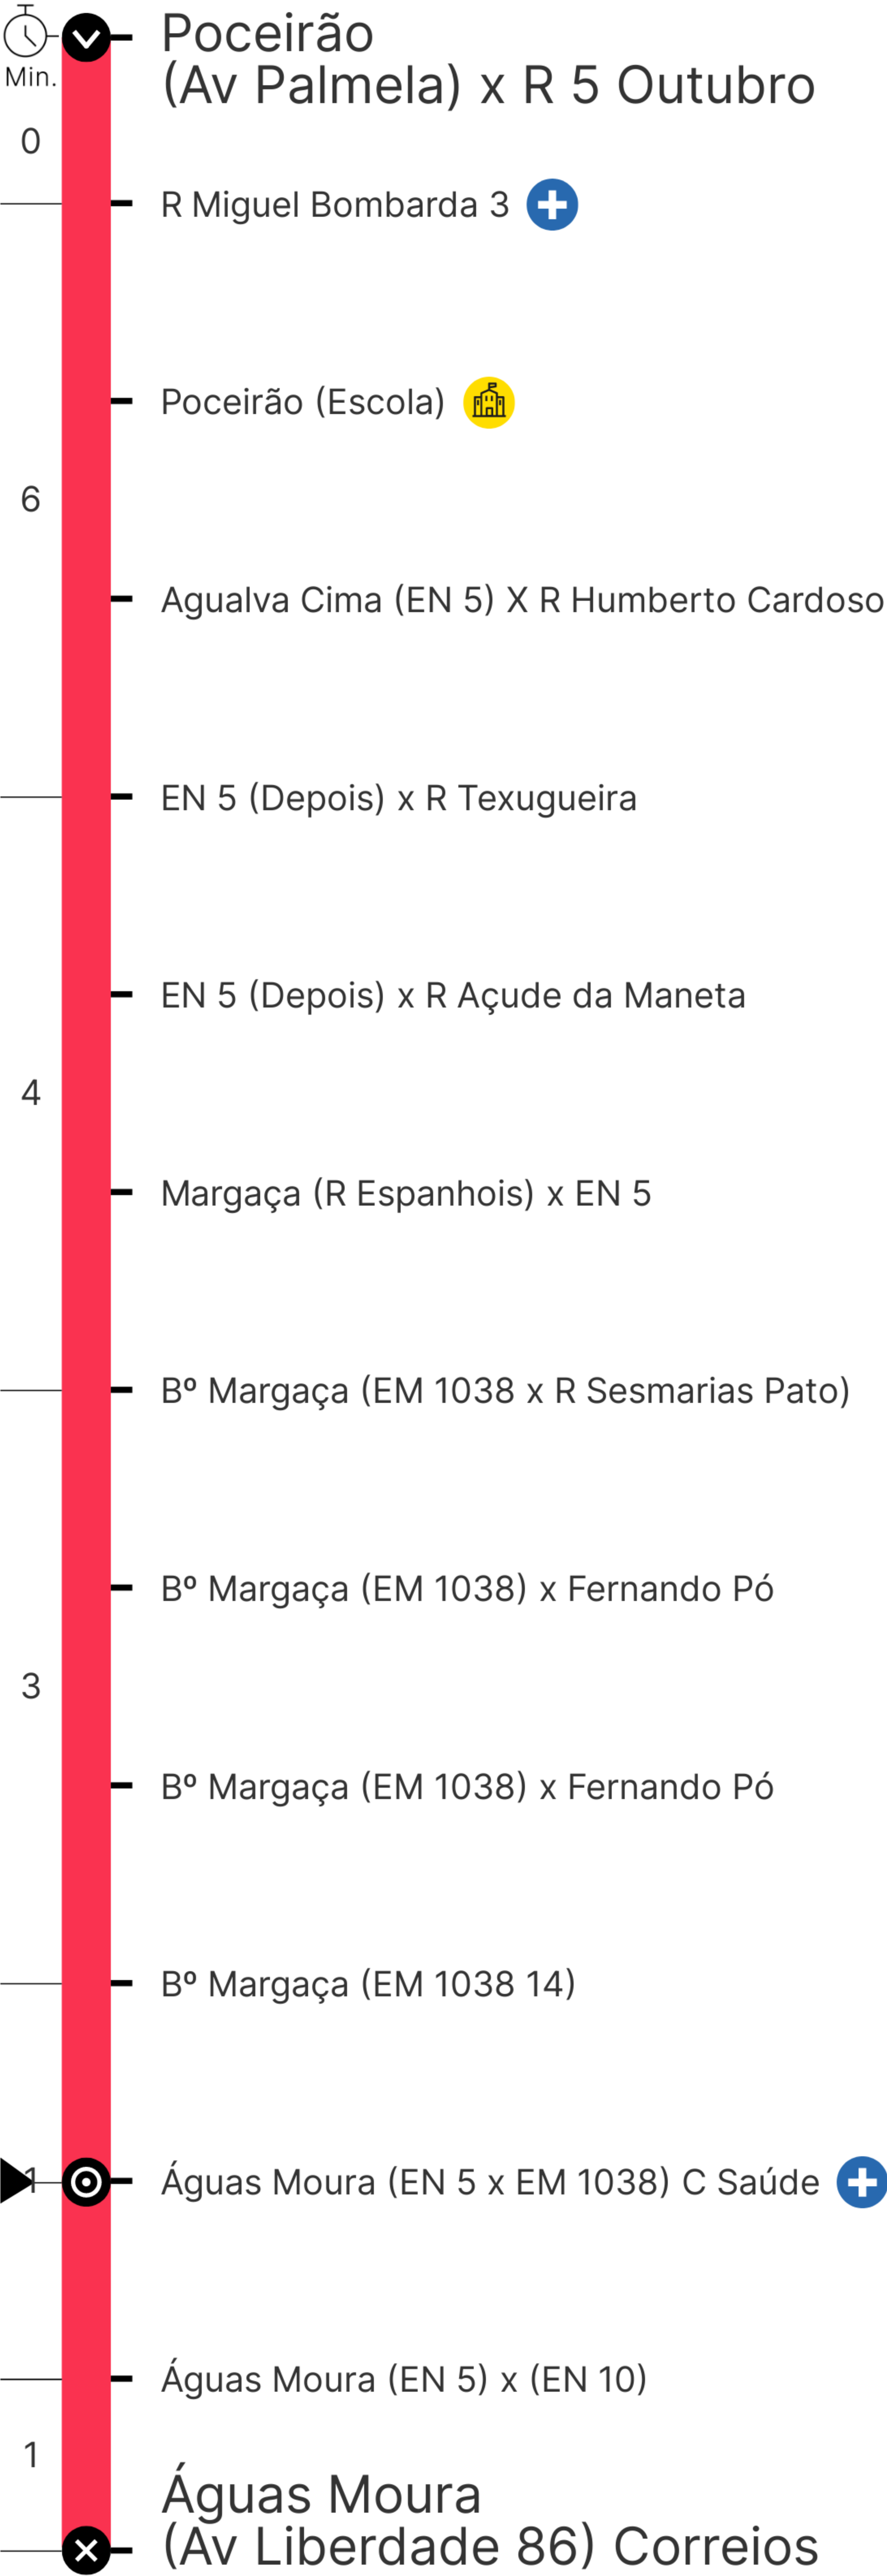 Poceirão
(Av Palmela) x R 5 Outubro
Min.
0
R Miguel Bombarda 3
Poceirão (Escola)
6
Agualva Cima (EN 5) X R Humberto Cardoso
EN 5 (Depois) x R Texugueira
EN 5 (Depois) x R Açude da Maneta
4
Margaça (R Espanhois) x EN 5
Bº Margaça (EM 1038 x R Sesmarias Pato)
Bº Margaça (EM 1038) x Fernando Pó
3
Bº Margaça (EM 1038) x Fernando Pó
Bº Margaça (EM 1038 14)
1
Águas Moura (EN 5 x EM 1038) C Saúde
Águas Moura (EN 5) x (EN 10)
1
Águas Moura
(Av Liberdade 86) Correios